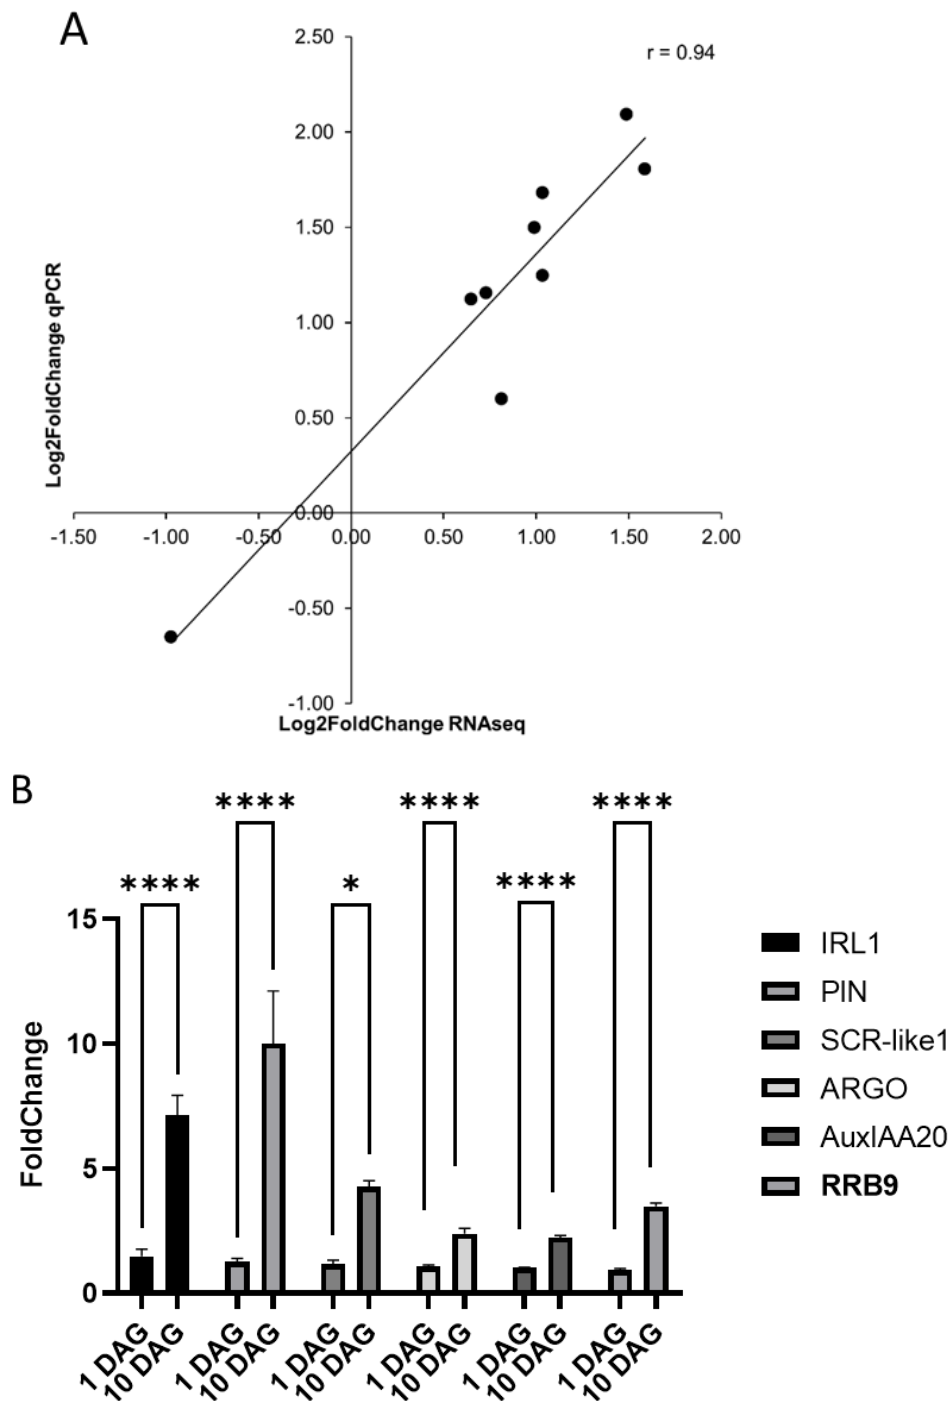 A
2.50
r = 0.94
2.00
1.50
1.00
0.50
0.00
-1.50 -1.00 -0.50 0.00 0.50 1.00 1.50 2.00
-0.50
-1.00
Log2FoldChange qPCR
Log2FoldChange RNAseq
B
**** **** * **** **** ****
15
10
5
0
FoldChange
1 DAG 10 DAG 1 DAG 10 DAG 1 DAG 10 DAG 1 DAG 10 DAG 1 DAG 10 DAG 1 DAG 10 DAG
IRL1
PIN
SCR-like1
ARGO
AuxIAA20
RRB9